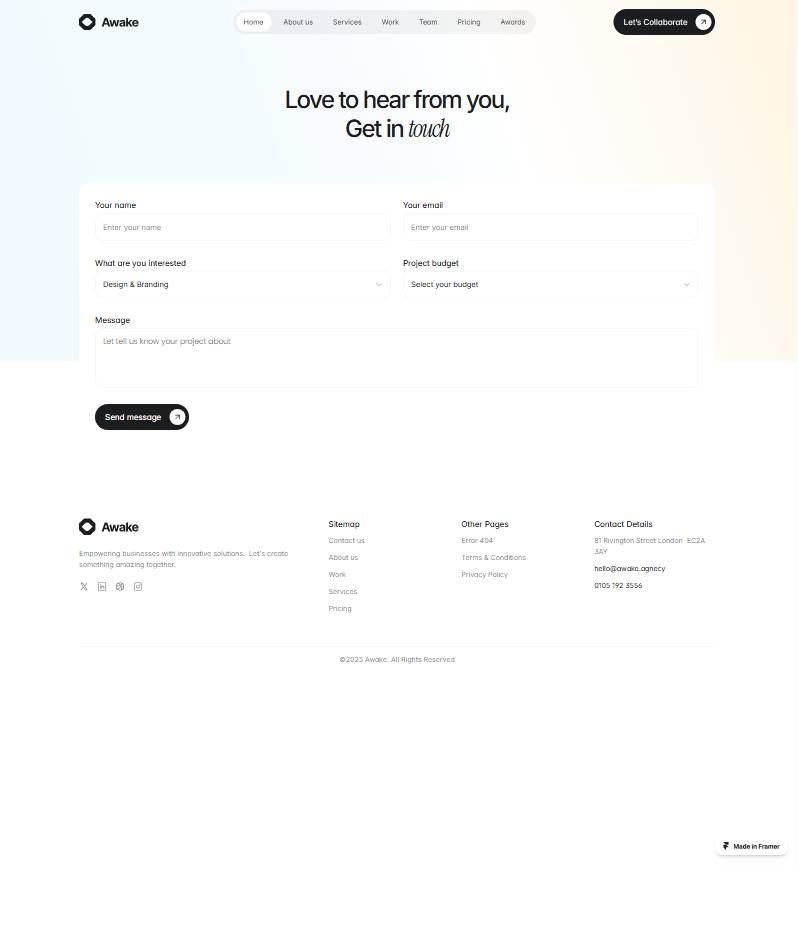 Awake
Home About us Services Work Team Pricing Awards
Let's Collaborate
Love to hear from you,
Get in touch
Your name
Enter your name
Your email
Enter your email
What are you interested
Design & Branding
Project budget
Select your budget
Message
Let tell us know your project about
Send message
Awake
Empowering businesses with innovative solutions. Let's create
something amazing together.
Sitemap
Contact us
About us
Work
Services
Pricing
Other Pages
Error 404
Terms & Conditions
Privacy Policy
Contact Details
81 Rivington Street London EC2A
3AY
hello@awake.agnecy
0105 192 3556
©2025 Awake. All Rights Reserved
Made in Framer